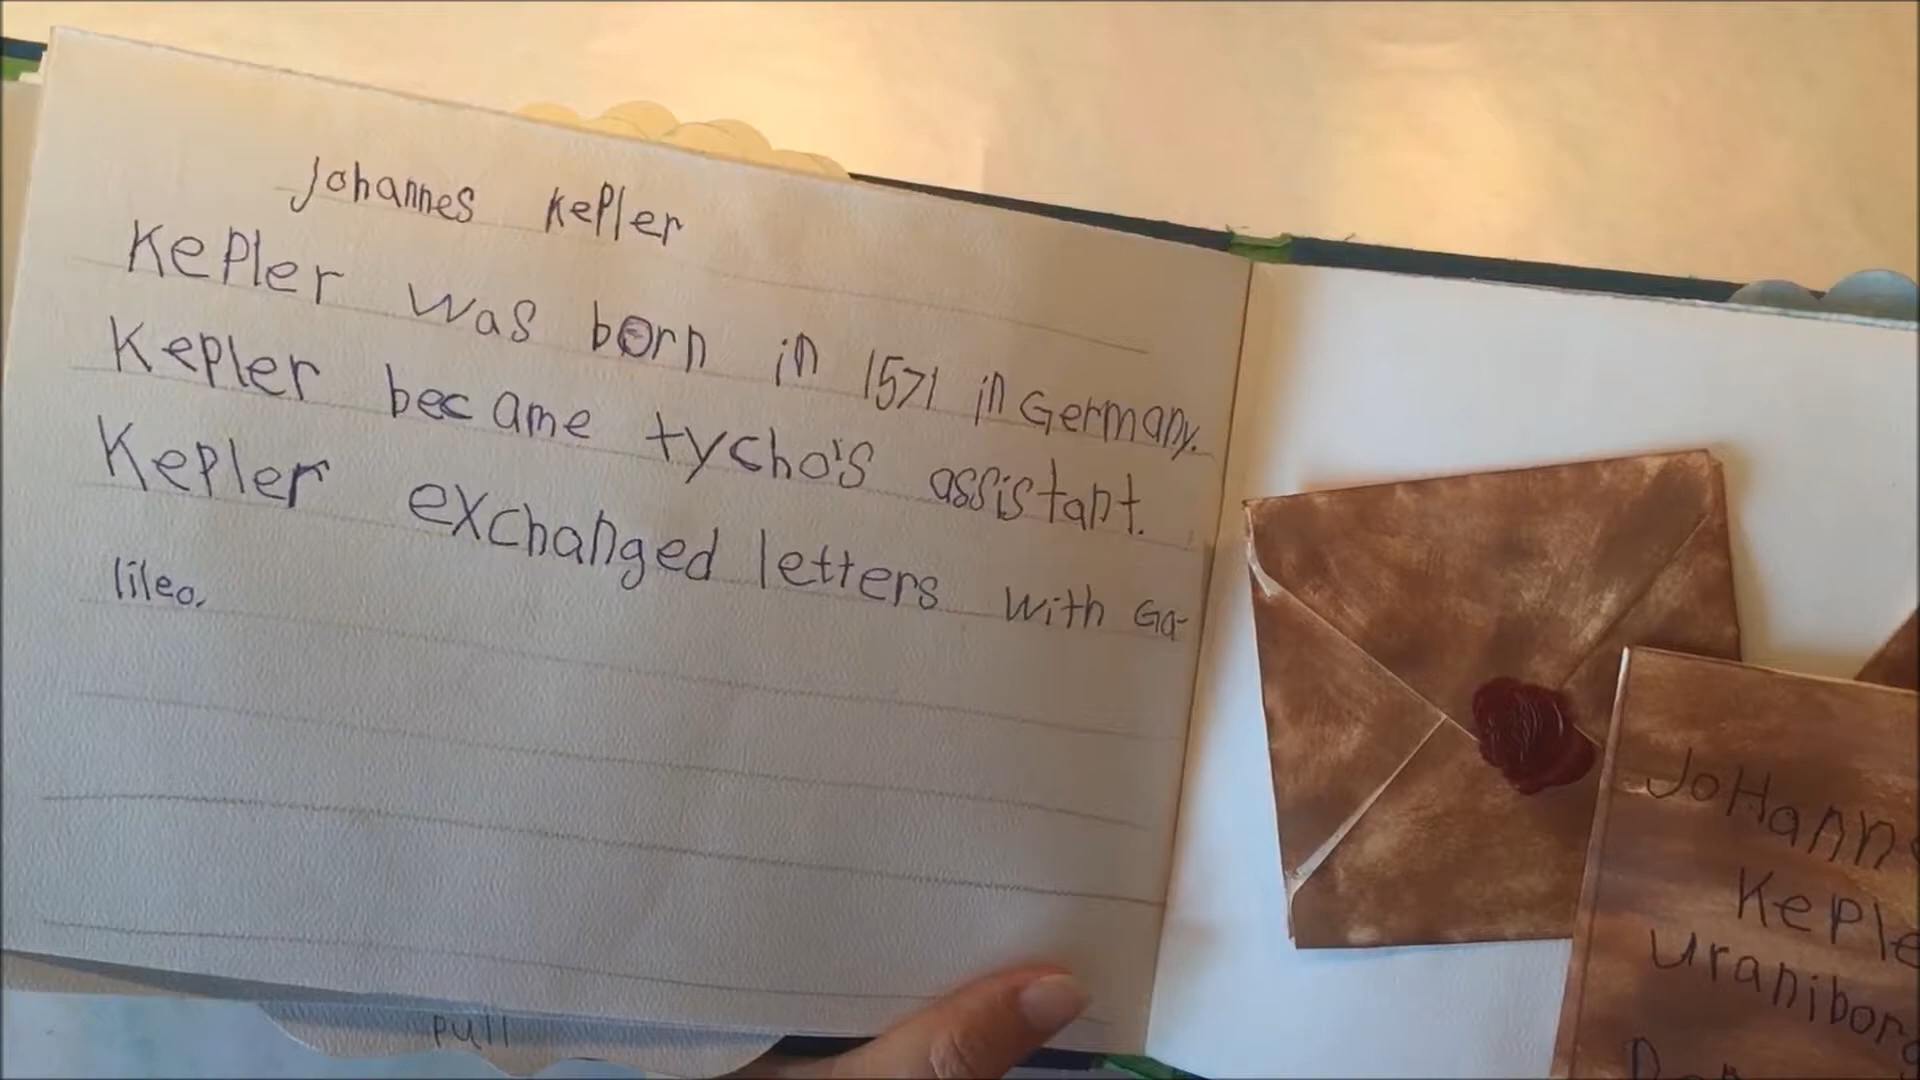 Johannes Kepler
Kepler was born in 1571 in Germany.
Kepler became tycho's assistant.
Kepler exchanged letters with Ga-
lileo.
pull
JoHann
Keple
Uraniborg